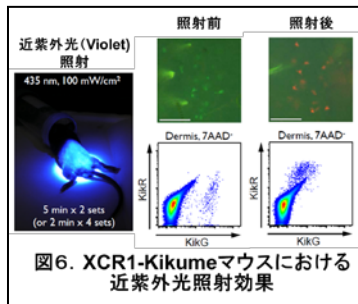 近紫外光(Violet)
照射
照射前
照射後
435 nm, 100 mW/cm²
5 min x 2 sets
(or 2 min x 4 sets)
Dermis, 7AAD⁻
Dermis, 7AAD⁻
KikR
KikR
KikG
KikG
図6. XCR1-Kikumeマウスにおける
近紫外光照射効果